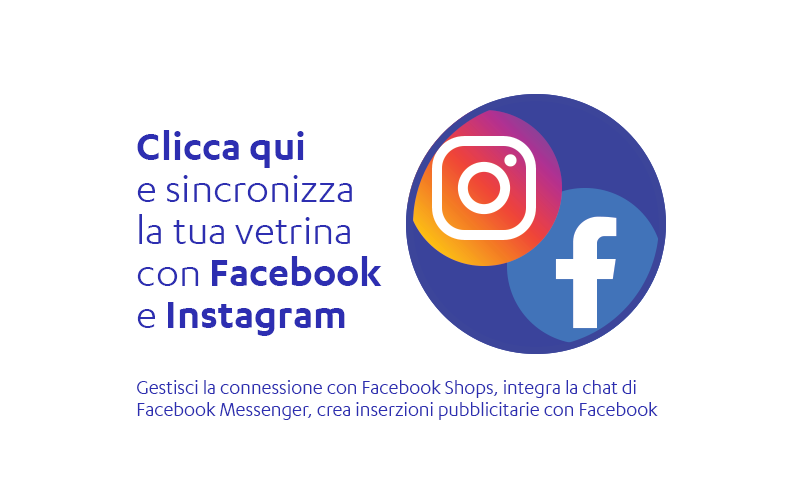 Clicca qui
e sincronizza
la tua vetrina
con Facebook
e Instagram
Gestisci la connessione con Facebook Shops, integra la chat di
Facebook Messenger, crea inserzioni pubblicitarie con Facebook